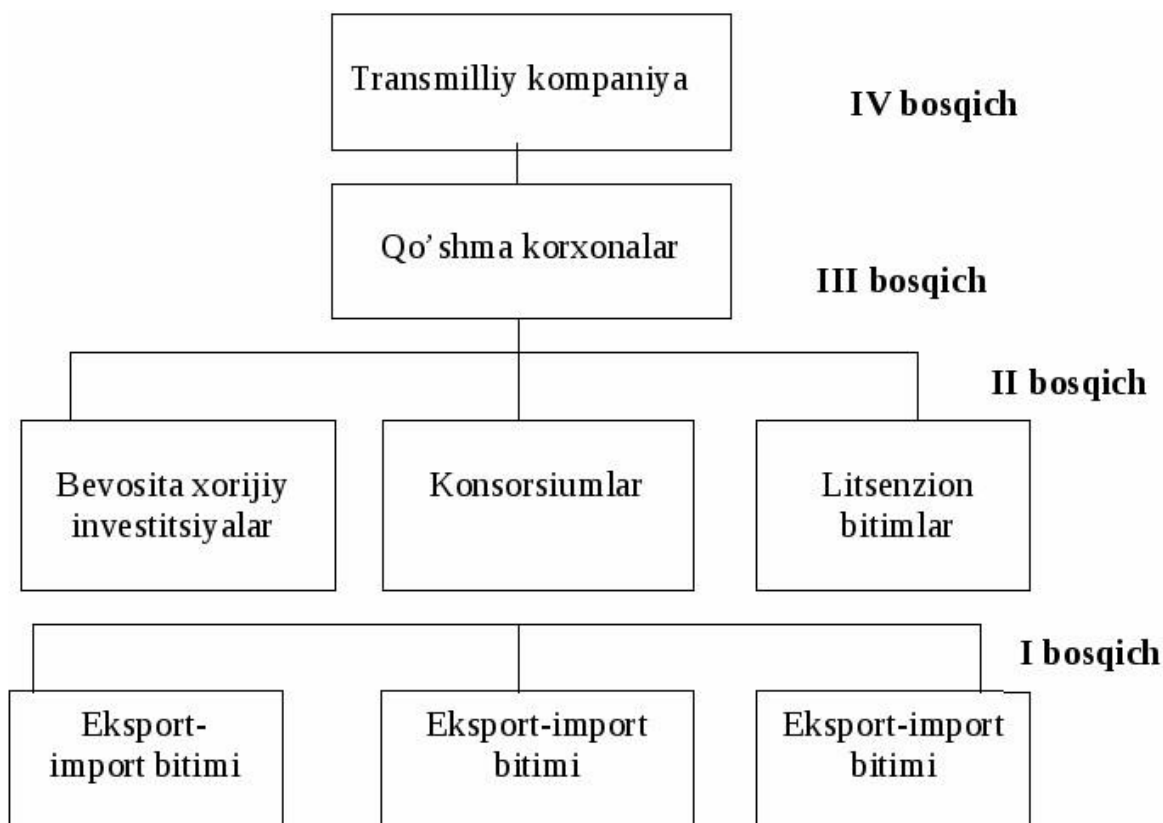 Transmilliy kompaniya
IV bosqich
Qo’shma korxonalar
III bosqich
II bosqich
Bevosita xorijiy
investitsiyalar
Konsorsiumlar
Litsenzion
bitimlar
I bosqich
Eksport-
import bitimi
Eksport-import
bitimi
Eksport-import
bitimi